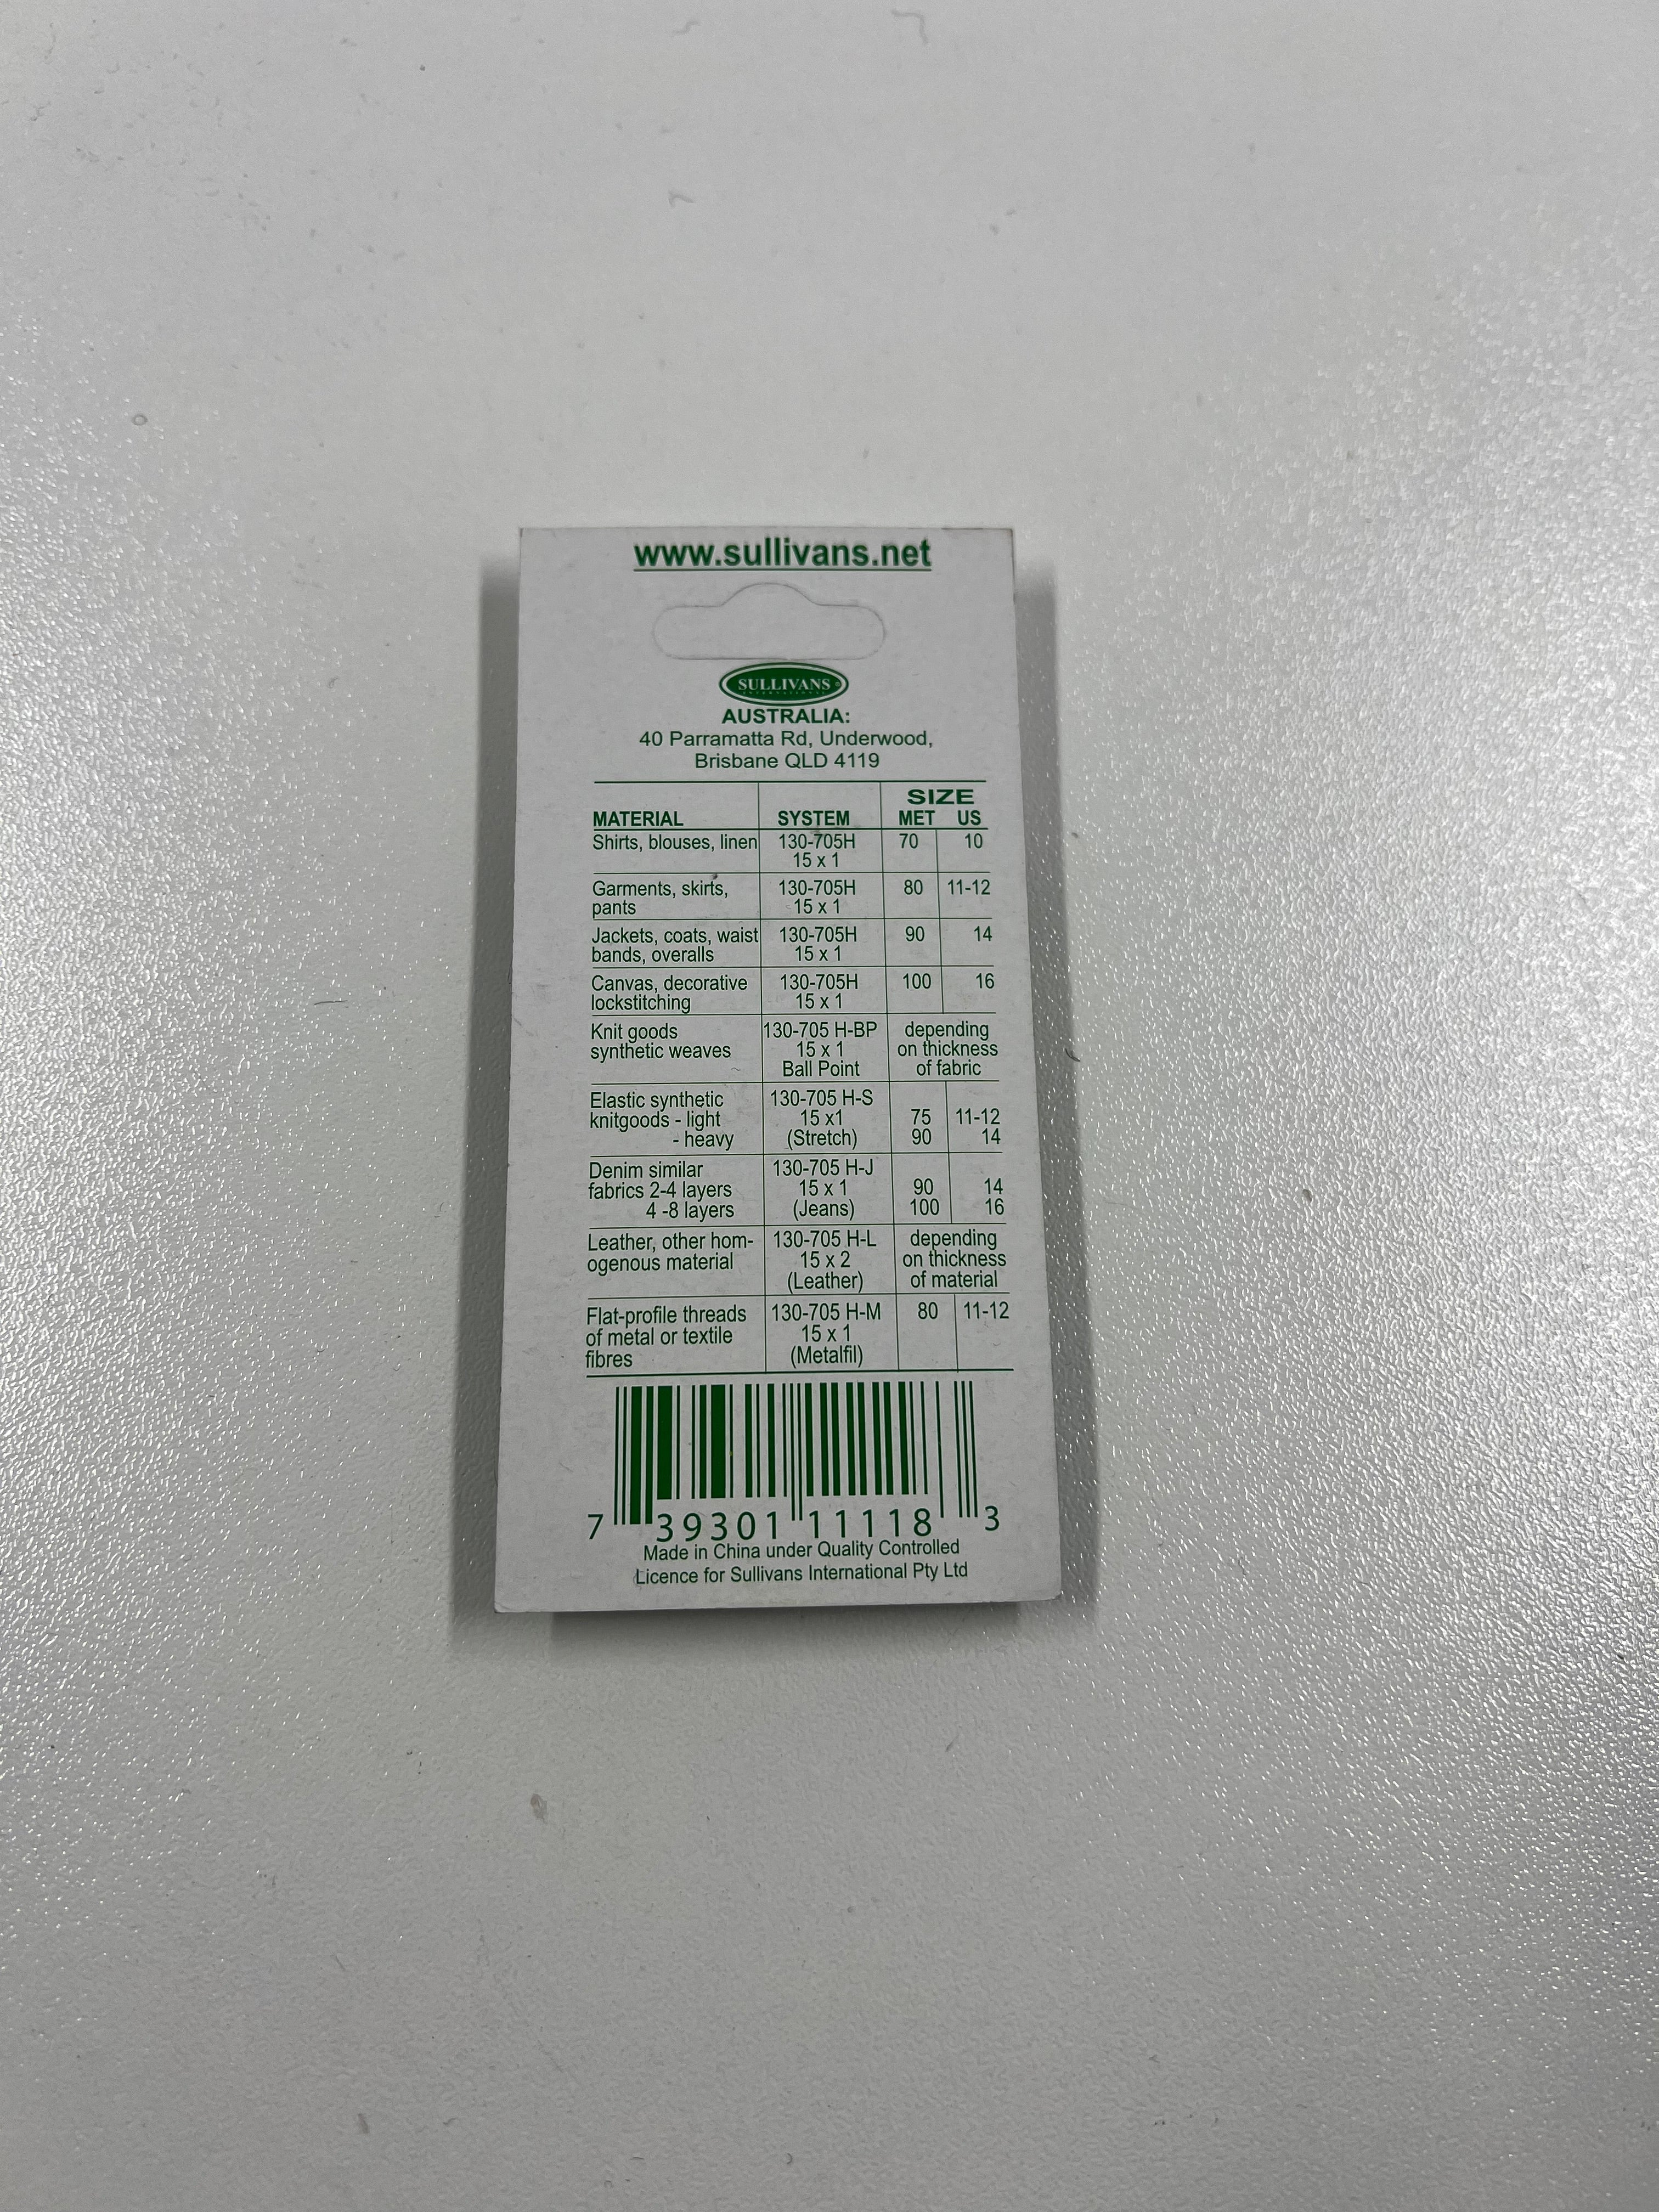 www.sullivans.net
SULLIVANS
INTERNATIONAL
AUSTRALIA:
40 Parramatta Rd, Underwood,
Brisbane QLD 4119
SIZE
MATERIAL SYSTEM MET US
Shirts, blouses, linen 130-705H 70 10
15 x 1
Garments, skirts, 130-705H 80 11-12
pants 15 x 1
Jackets, coats, waist 130-705H 90 14
bands, overalls 15 x 1
Canvas, decorative 130-705H 100 16
lockstitching 15 x 1
Knit goods 130-705 H-BP depending
synthetic weaves 15 x 1 on thickness
Ball Point of fabric
Elastic synthetic 130-705 H-S
knitgoods - light 15 x1 75 11-12
- heavy (Stretch) 90 14
Denim similar 130-705 H-J
fabrics 2-4 layers 15 x 1 90 14
4 -8 layers (Jeans) 100 16
Leather, other hom- 130-705 H-L depending
ogenous material 15 x 2 on thickness
(Leather) of material
Flat-profile threads 130-705 H-M 80 11-12
of metal or textile 15 x 1
fibres (Metalfil)
7 39301 11118 3
Made in China under Quality Controlled
Licence for Sullivans International Pty Ltd